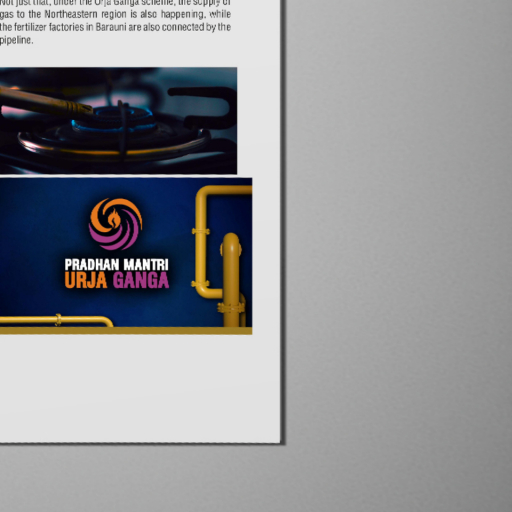 Not just that, under the Urja Ganga scheme, the supply of
gas to the Northeastern region is also happening, while
the fertilizer factories in Barauni are also connected by the
pipeline.
PRADHAN MANTRI
URJA GANGA